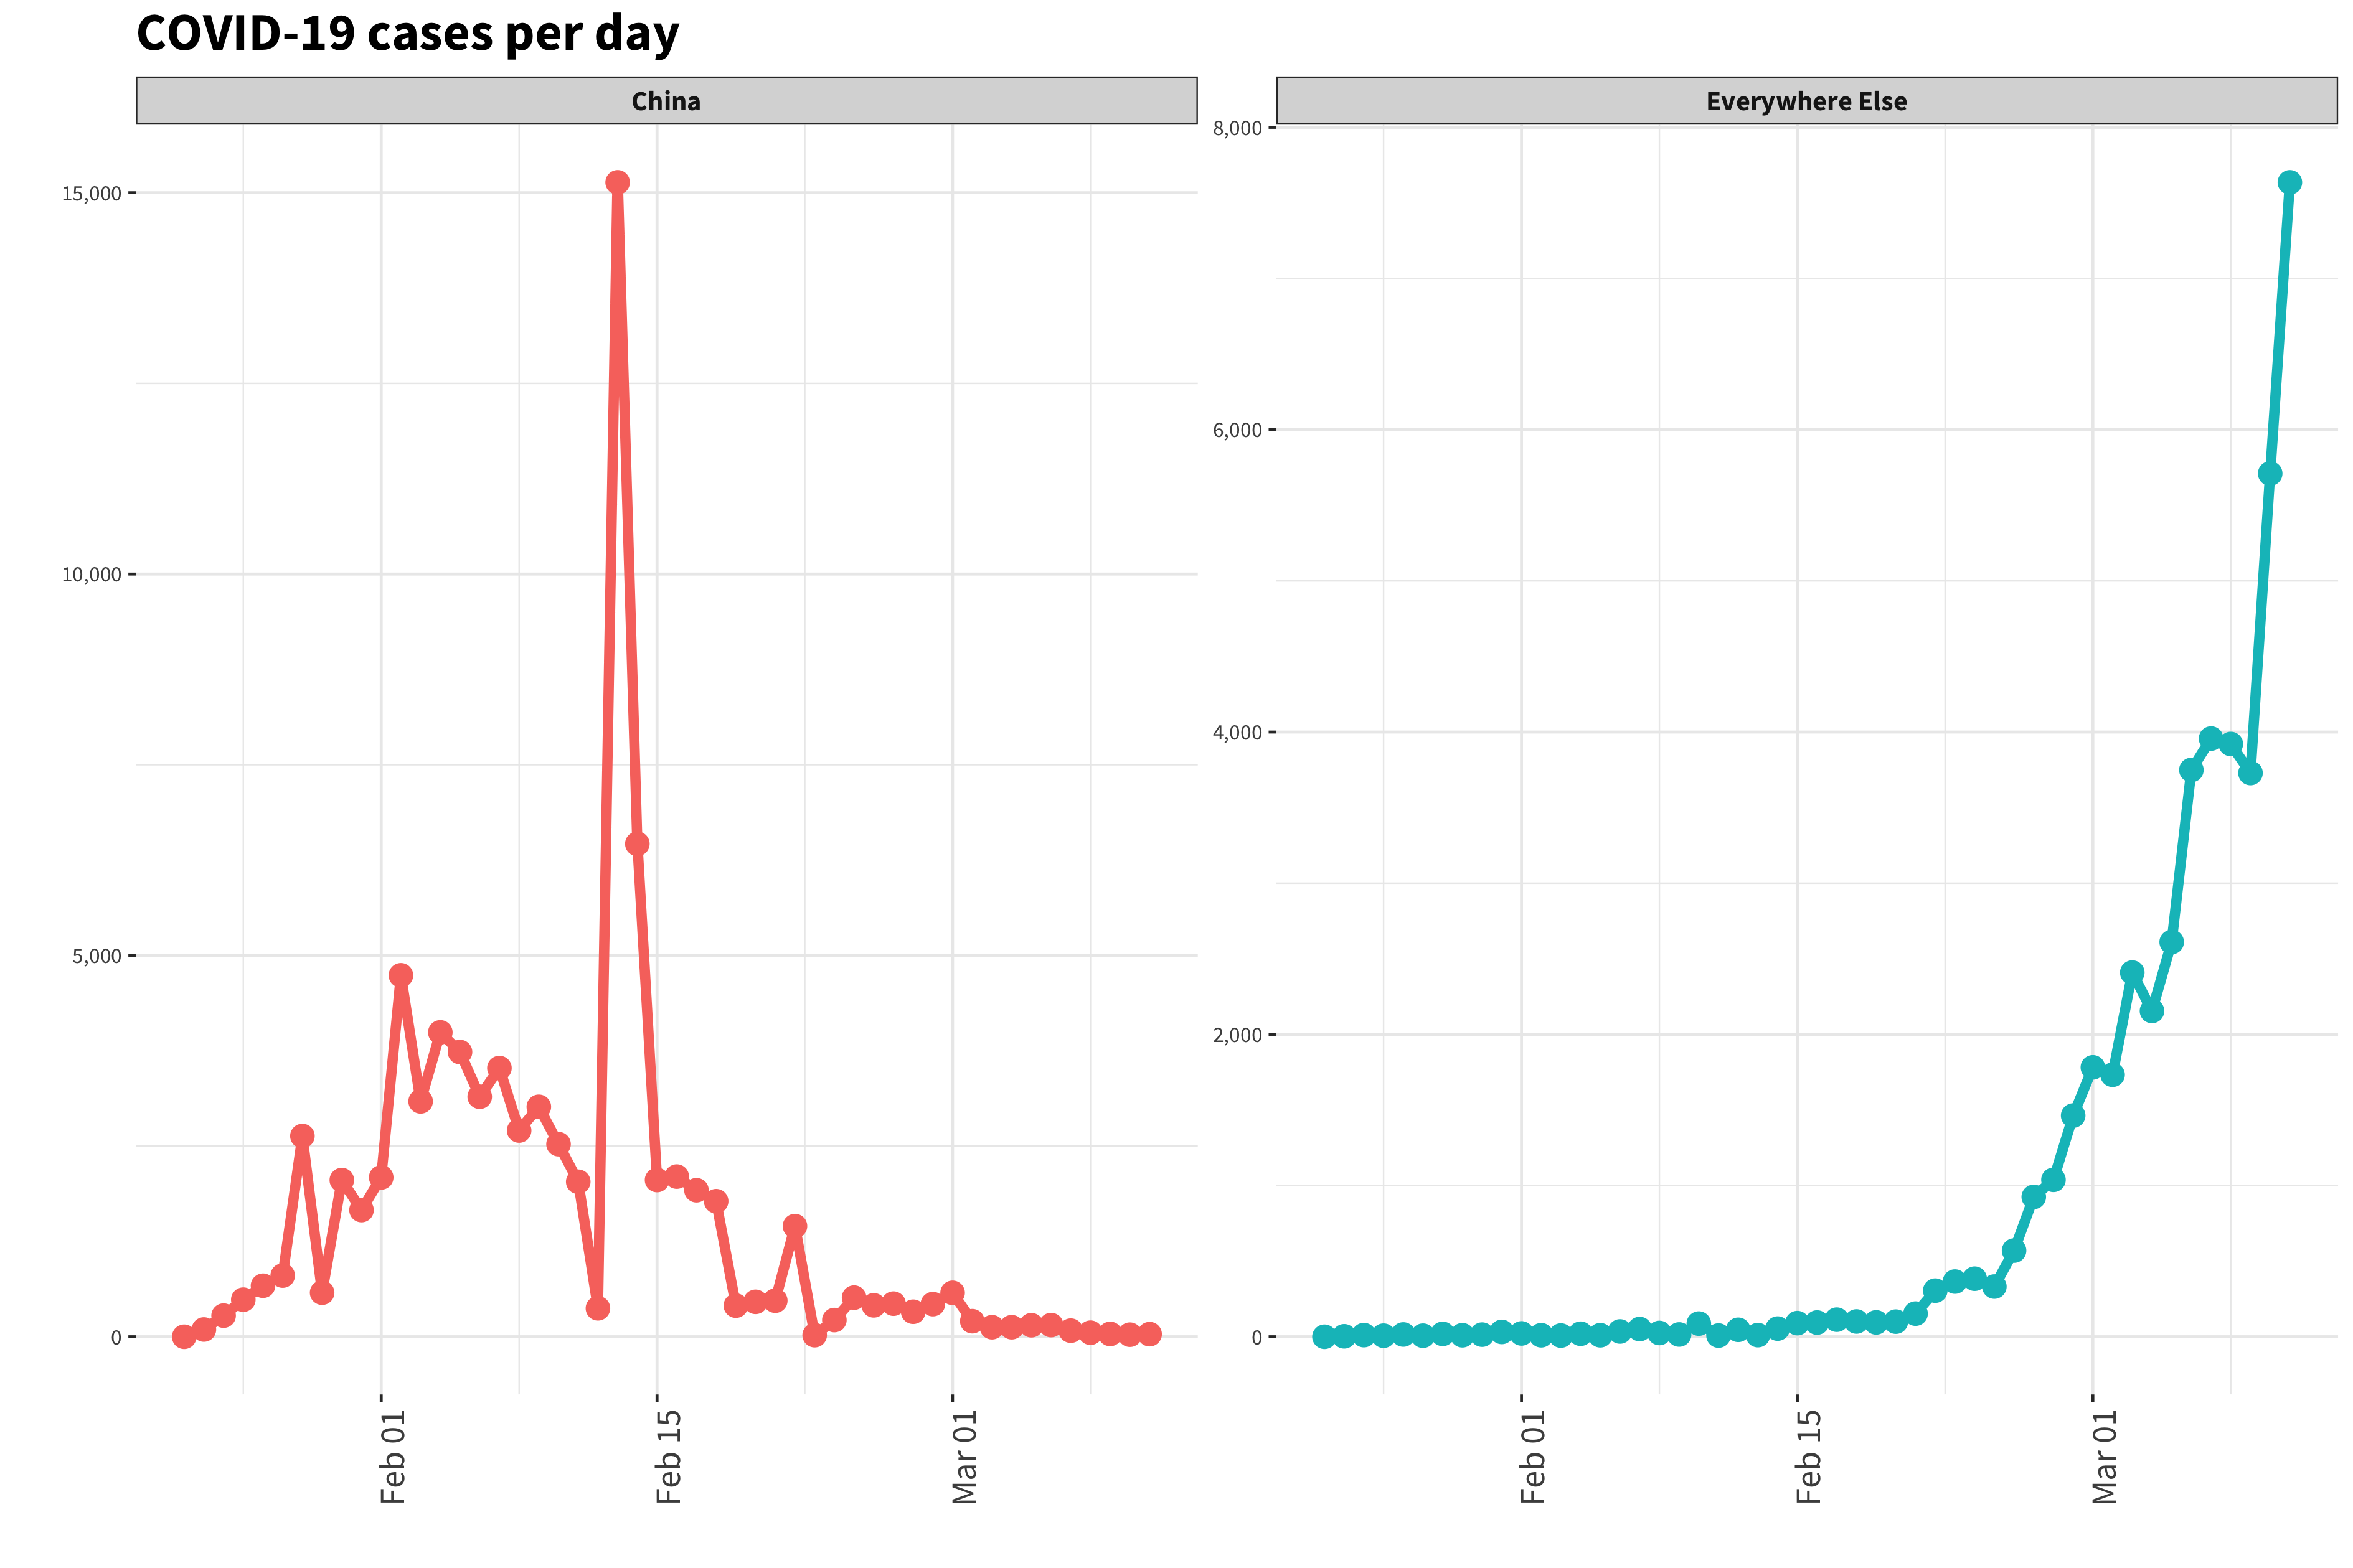 COVID-19 cases per day
China
Everywhere Else
15,000
10,000
5,000
0
8,000
6,000
4,000
2,000
0
Feb 01
Feb 15
Mar 01
Feb 01
Feb 15
Mar 01